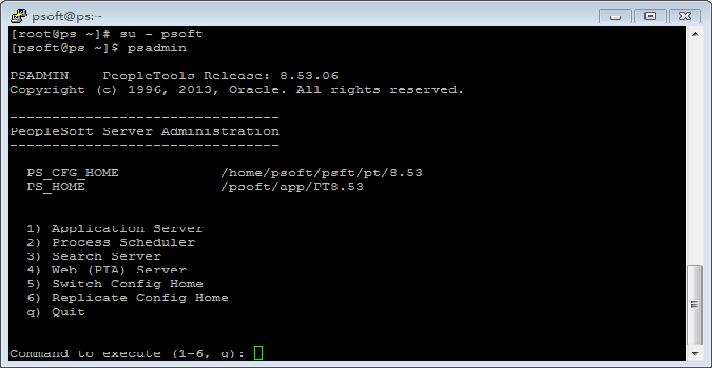 psoft@ps:~
[root@ps ~]# su - psoft
[psoft@ps ~]$ psadmin
PSADMIN    PeopleTools Release: 8.53.06
Copyright (c) 1996, 2013, Oracle. All rights reserved.
--------------------------------
PeopleSoft Server Administration
--------------------------------
PS_CFG_HOME             /home/psoft/psft/pt/8.53
PS_HOME                 /psoft/app/PT8.53
1) Application Server
2) Process Scheduler
3) Search Server
4) Web (PIA) Server
5) Switch Config Home
6) Replicate Config Home
q) Quit
Command to execute (1-6, q):